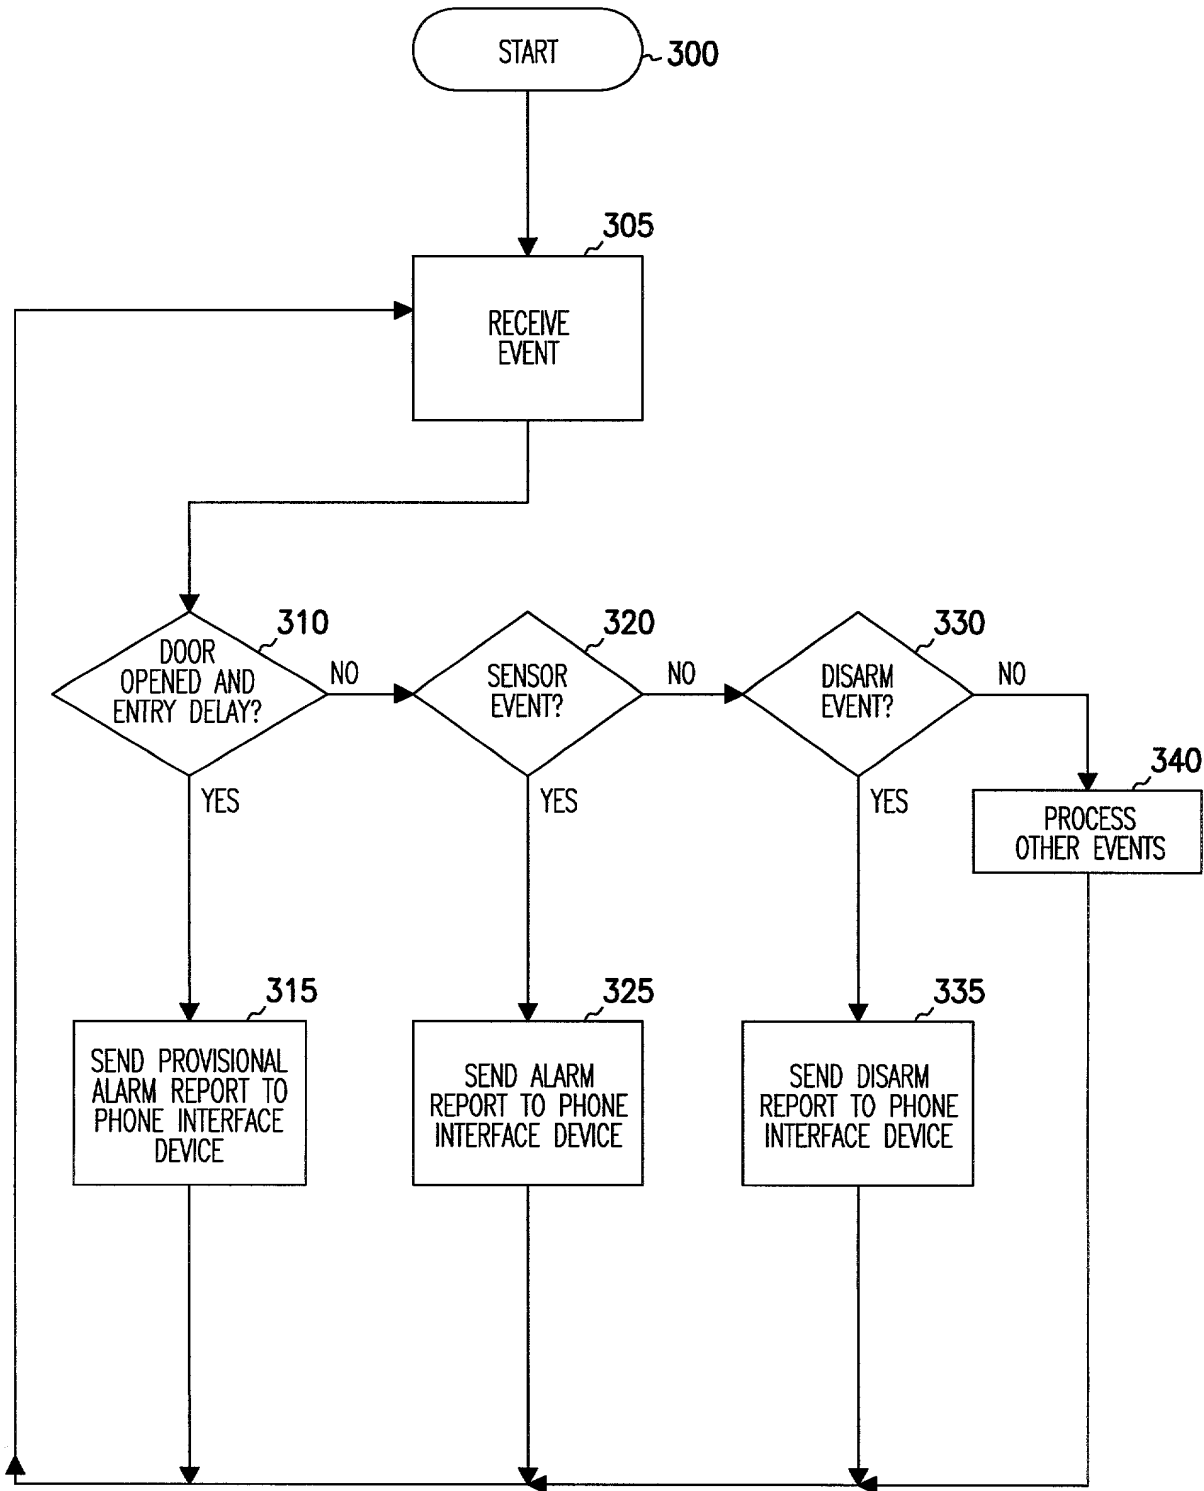 START
300
305
RECEIVE
EVENT
310
DOOR
OPENED AND
ENTRY DELAY?
NO
YES
320
SENSOR
EVENT?
NO
YES
330
DISARM
EVENT?
NO
YES
340
PROCESS
OTHER EVENTS
315
SEND PROVISIONAL
ALARM REPORT TO
PHONE INTERFACE
DEVICE
325
SEND ALARM
REPORT TO PHONE
INTERFACE DEVICE
335
SEND DISARM
REPORT TO PHONE
INTERFACE DEVICE